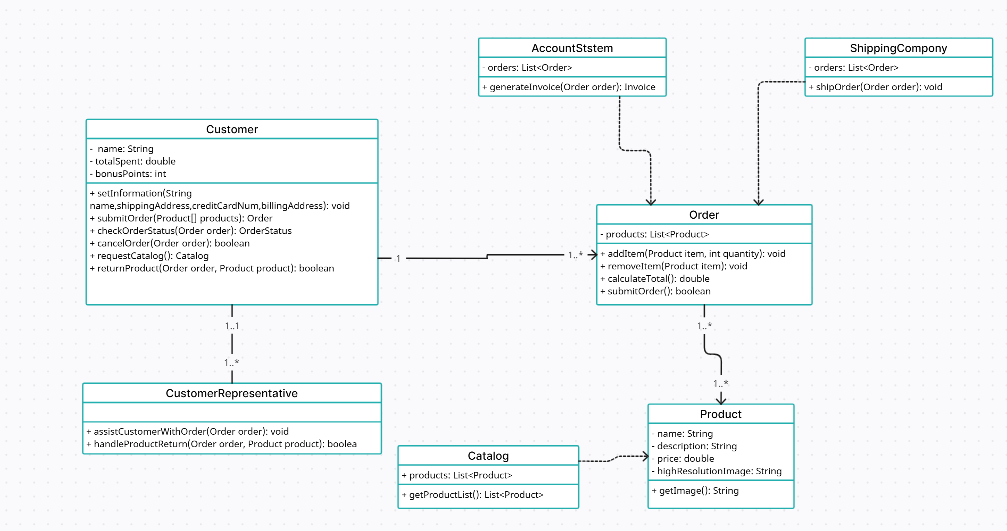 AccountStstem
- orders: List<Order>
+ generateInvoice(Order order): Invoice
ShippingCompony
- orders: List<Order>
+ shipOrder(Order order): void
Customer
- name: String
- totalSpent: double
- bonusPoints: int
+ setInformation(String
name,shippingAddress,creditCardNum,billingAddress): void
+ submitOrder(Product[] products): Order
+ checkOrderStatus(Order order): OrderStatus
+ cancelOrder(Order order): boolean
+ requestCatalog(): Catalog
+ returnProduct(Order order, Product product): boolean
1
1..*
Order
- products: List<Product>
+ addItem(Product item, int quantity): void
+ removeItem(Product item): void
+ calculateTotal(): double
+ submitOrder(): boolean
1..1
1..*
1..*
1..*
CustomerRepresentative
+ assistCustomerWithOrder(Order order): void
+ handleProductReturn(Order order, Product product): boolea
Catalog
+ products: List<Product>
+ getProductList(): List<Product>
Product
- name: String
- description: String
- price: double
- highResolutionImage: String
+ getImage(): String